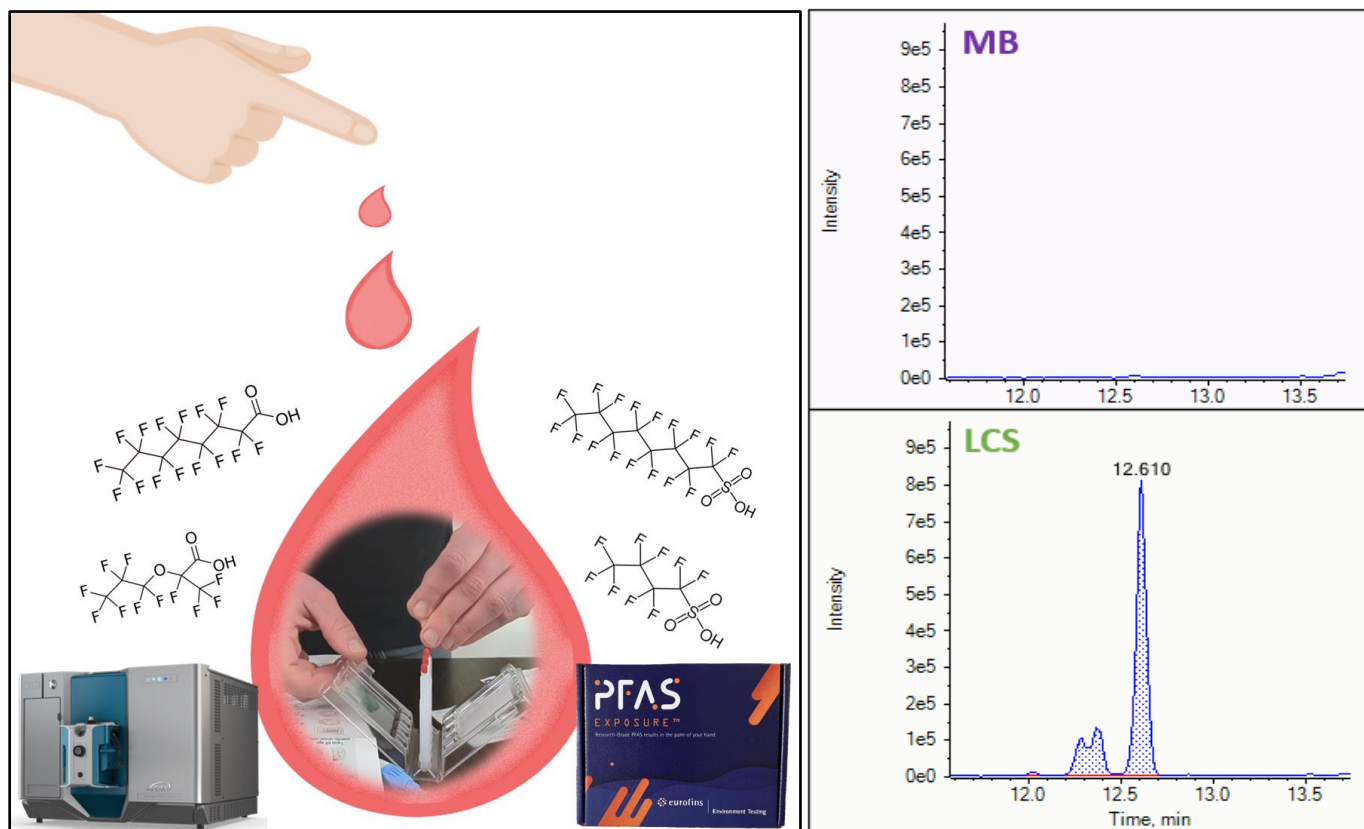 PFAS
EXPOSURE™
Research-Grade PFAS results in the palm of your hand.
eurofins
Environment Testing
MB
Intensity
9e5
8e5
7e5
6e5
5e5
4e5
3e5
2e5
1e5
0e0
12.0 12.5 13.0 13.5
LCS
12.610
Intensity
9e5
8e5
7e5
6e5
5e5
4e5
3e5
2e5
1e5
0e0
12.0 12.5 13.0 13.5
Time, min